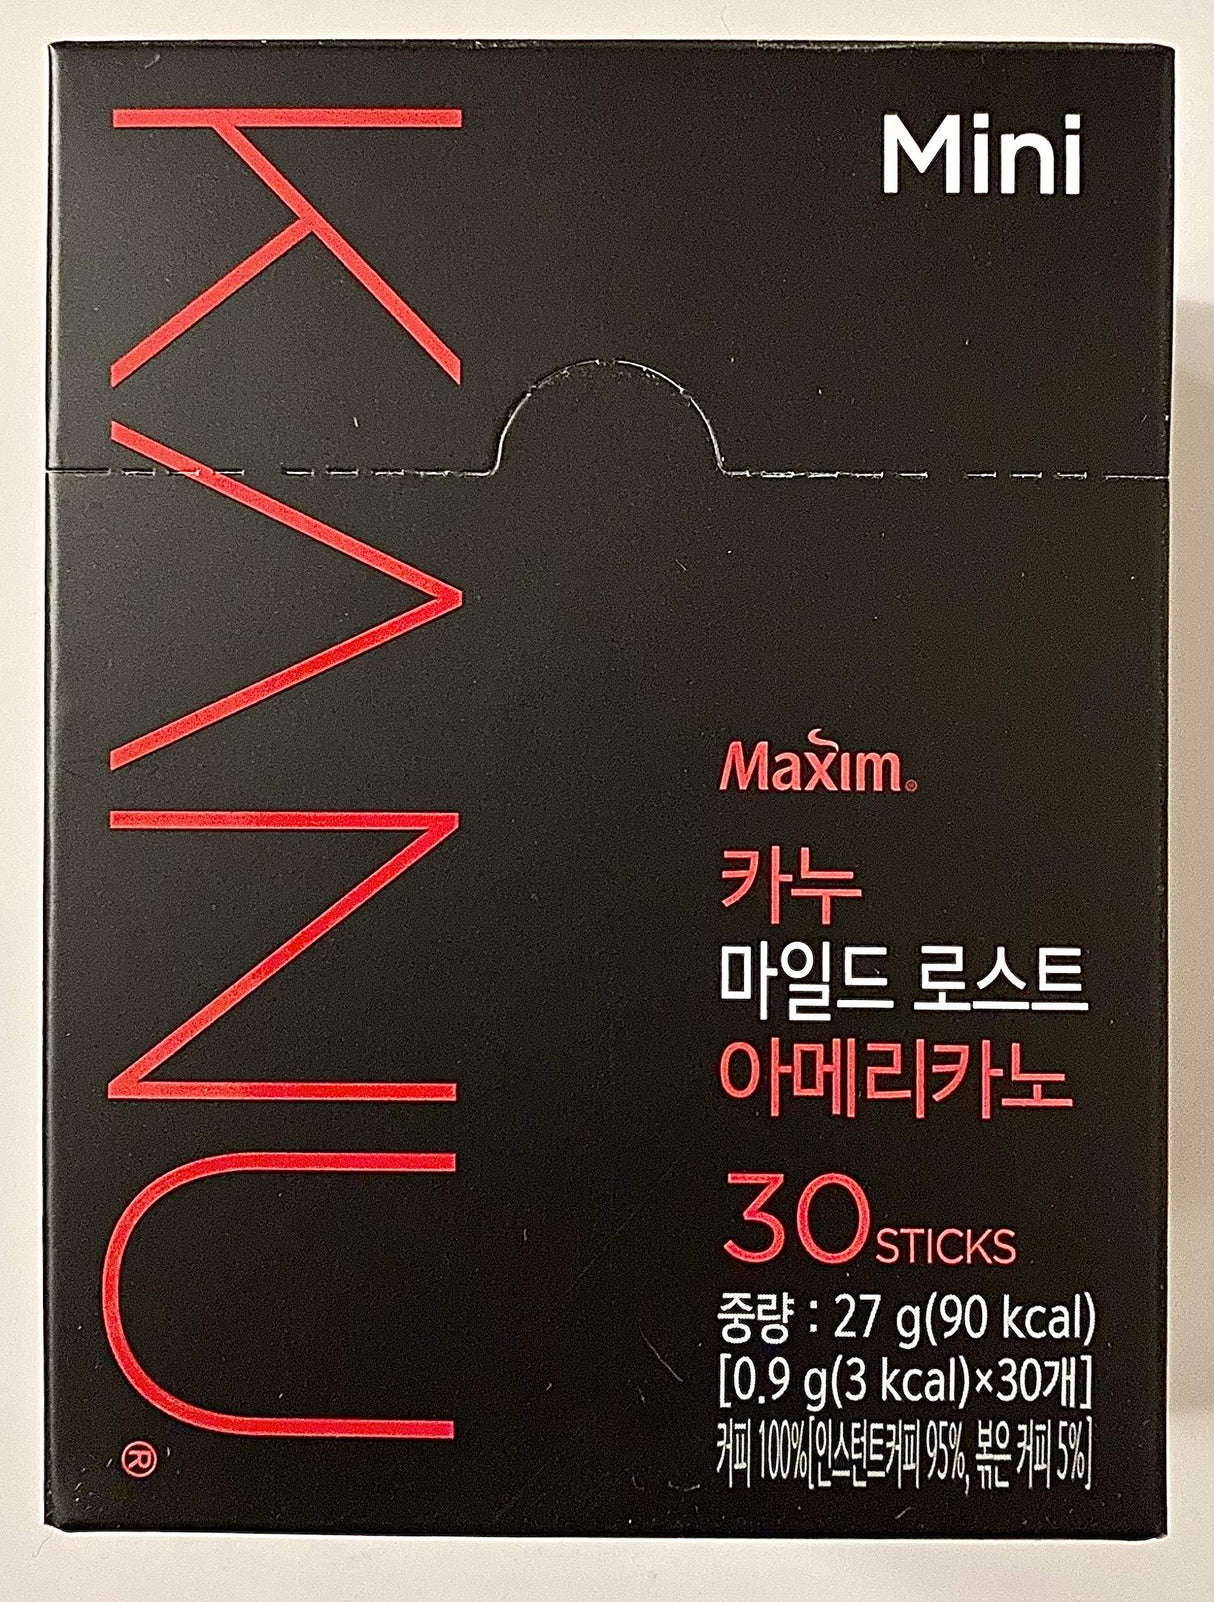 KANU®
Mini
Maxim®
카누
마일드 로스트
아메리카노
30 STICKS
중량 : 27 g(90 kcal)
[0.9 g(3 kcal)×30개]
커피 100%[인스턴트커피 95%, 볶은 커피 5%]